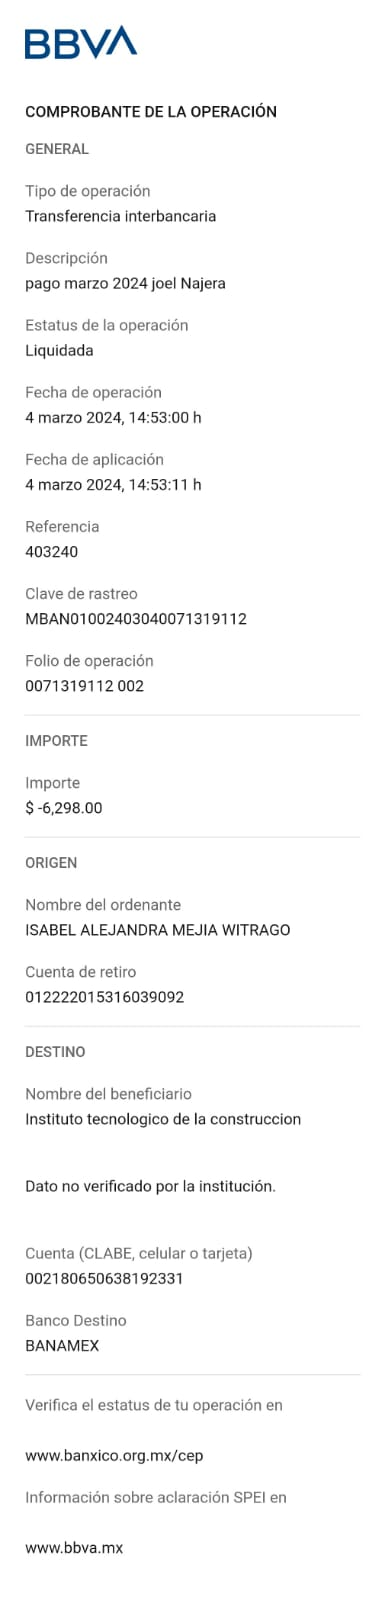 BBVA
COMPROBANTE DE LA OPERACIÓN
GENERAL
Tipo de operación
Transferencia interbancaria
Descripción
pago marzo 2024 joel Najera
Estatus de la operación
Liquidada
Fecha de operación
4 marzo 2024, 14:53:00 h
Fecha de aplicación
4 marzo 2024, 14:53:11 h
Referencia
403240
Clave de rastreo
MBAN01002403040071319112
Folio de operación
0071319112 002
IMPORTE
Importe
$ -6,298.00
ORIGEN
Nombre del ordenante
ISABEL ALEJANDRA MEJIA WITRAGO
Cuenta de retiro
012222015316039092
DESTINO
Nombre del beneficiario
Instituto tecnologico de la construccion
Dato no verificado por la institución.
Cuenta (CLABE, celular o tarjeta)
002180650638192331
Banco Destino
BANAMEX
Verifica el estatus de tu operación en
www.banxico.org.mx/cep
Información sobre aclaración SPEI en
www.bbva.mx